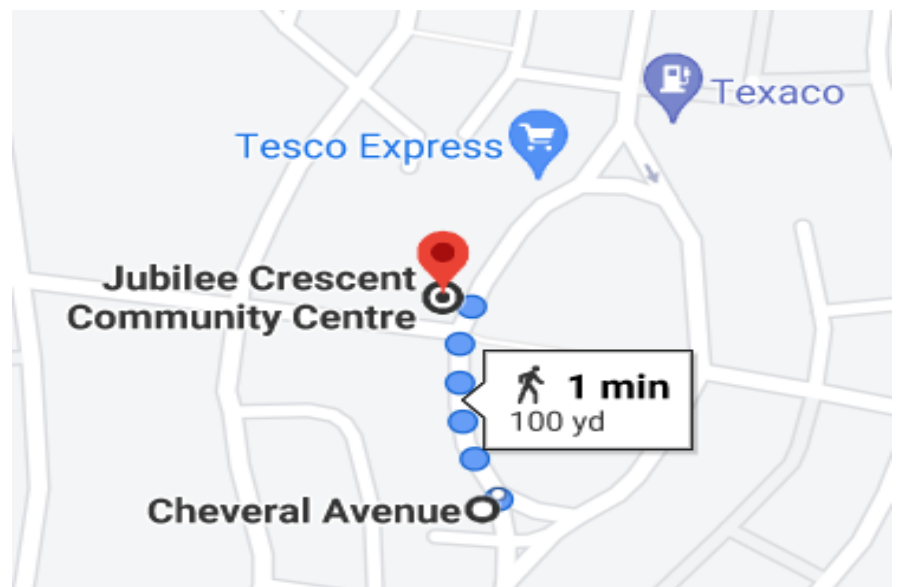 Texaco
Tesco Express
Jubilee Crescent
Community Centre
1 min
100 yd
Cheveral Avenue